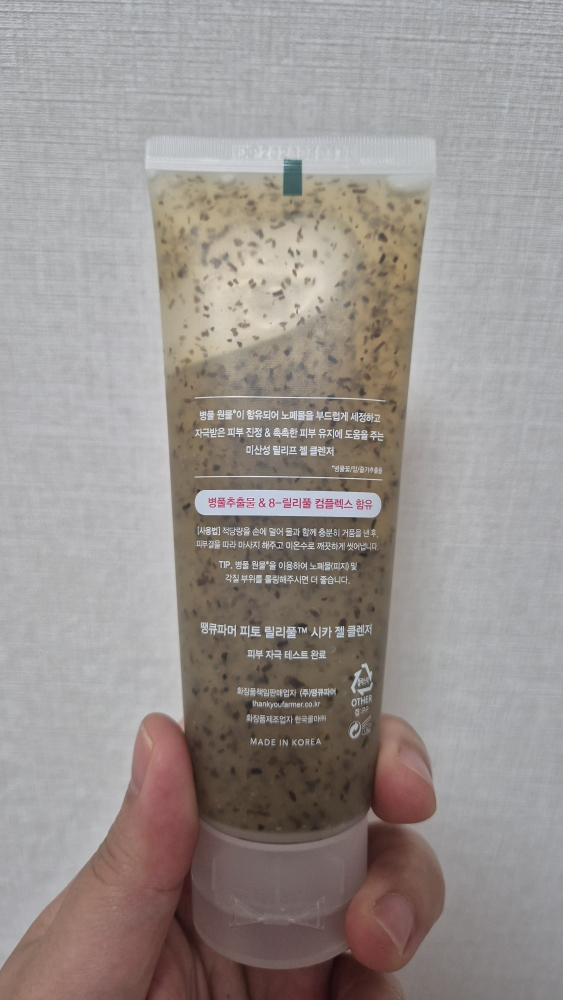 병풀 원물*이 함유되어 노폐물을 부드럽게 세정하고
자극받은 피부 진정 & 촉촉한 피부 유지에 도움을 주는
미산성 릴리프 젤 클렌저
*병풀꽃/잎/줄기추출물
병풀추출물 & 8-릴리풀 컴플렉스 함유
[사용법] 적당량을 손에 덜어 물과 함께 충분히 거품을 낸 후,
피부결을 따라 마사지 해주고 미온수로 깨끗하게 씻어냅니다.
TIP. 병풀 원물*을 이용하여 노폐물(피지) 및
각질 부위를 롤링해주시면 더 좋습니다.
땡큐파머 피토 릴리풀™ 시카 젤 클렌저
피부 자극 테스트 완료
화장품책임판매업자 (주)땡큐파머
thankyoufarmer.co.kr
화장품제조업자 한국콜마㈜
MADE IN KOREA
OTHER
캡:PP